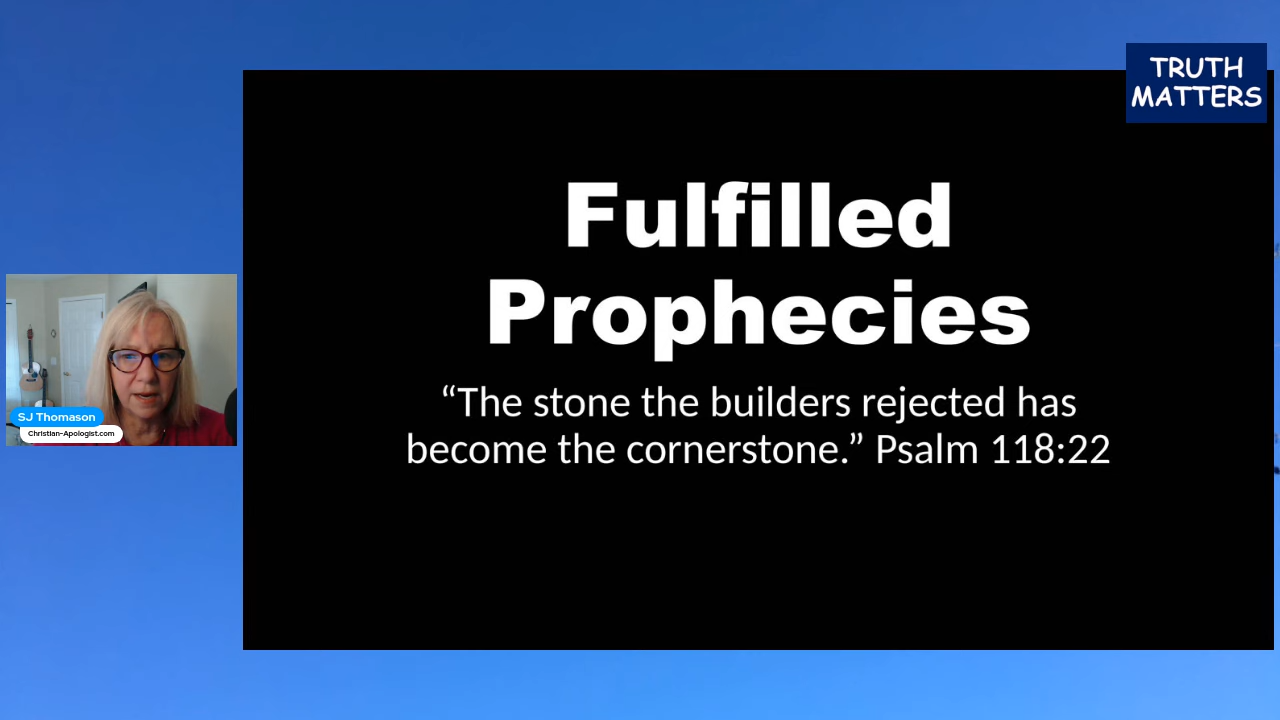 TRUTH
MATTERS
Fulfilled
Prophecies
“The stone the builders rejected has
become the cornerstone.” Psalm 118:22
SJ Thomason
Christian-Apologist.com